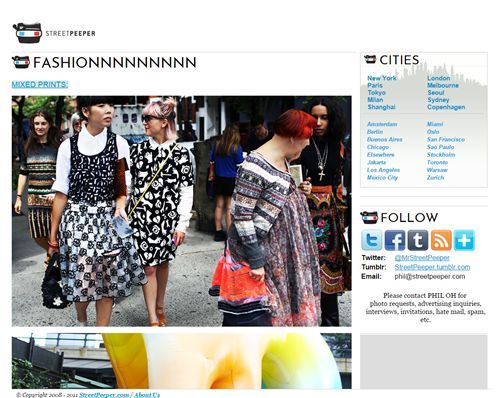 STREETPEEPER
FASHIONNNNNNNNN
MIXED PRINTS:
CITIES
New York London
Paris Melbourne
Tokyo Seoul
Milan Sydney
Shanghai Copenhagen
Amsterdam Miami
Berlin Oslo
Buenos Aires San Francisco
Chicago Sao Paulo
Elsewhere Stockholm
Jakarta Toronto
Los Angeles Warsaw
Mexico City Zurich
FOLLOW
Twitter: @MrStreetPeeper
Tumblr: StreetPeeper.tumblr.com
Email: phil@streetpeeper.com
Please contact PHIL OH for
photo requests, advertising inquiries,
interviews, invitations, hate mail, spam,
etc.
© Copyright 2008 - 2011 StreetPeeper.com / About Us